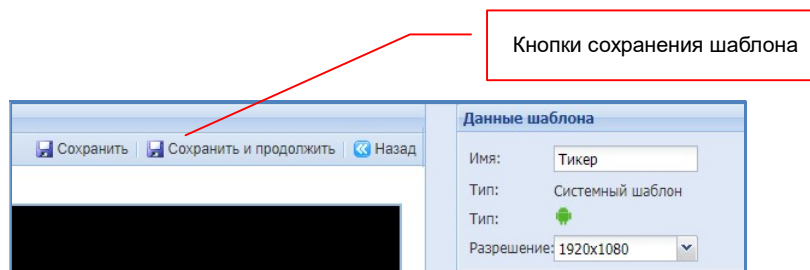 Кнопки сохранения шаблона
Данные шаблона
Сохранить Сохранить и продолжить Назад
Имя: Тикер
Тип: Системный шаблон
Тип:
Разрешение: 1920x1080